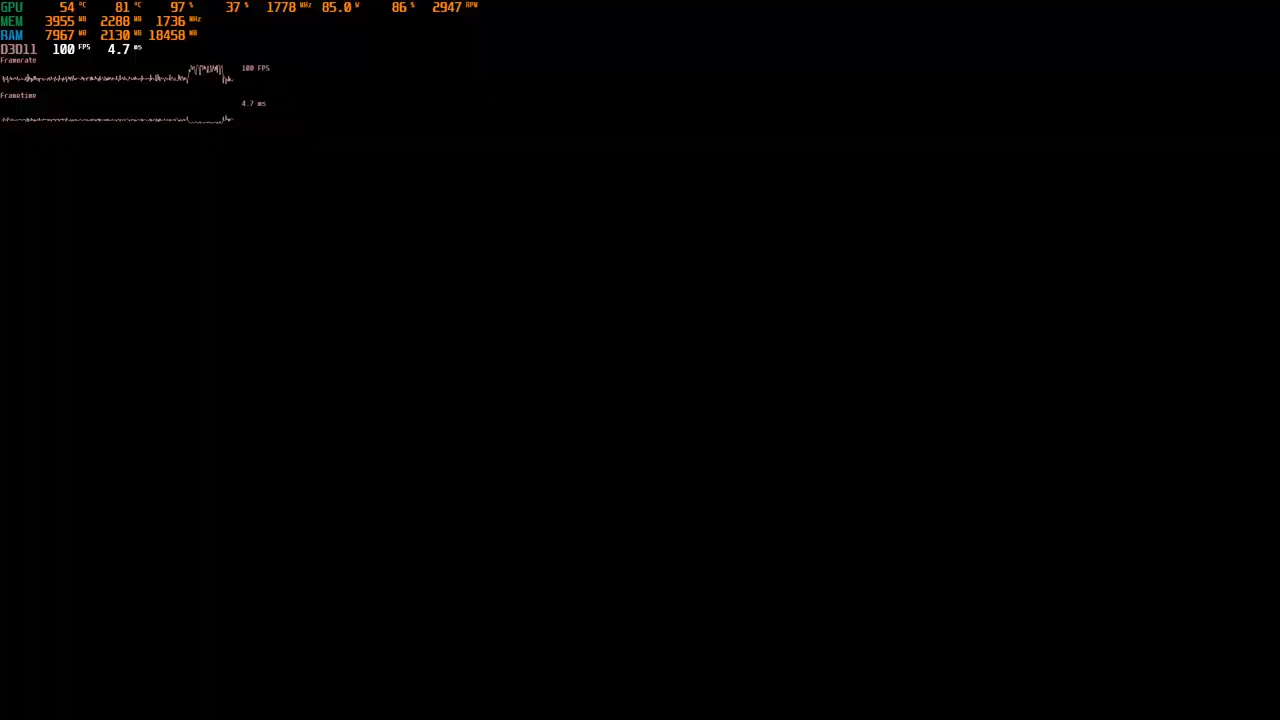 GPU 54 °C 81 °C 97 % 37 % 1778 MHz 85.0 W 86 % 2947 RPM
MEM 3955 MB 2288 MB 1736 MHz
RAM 7967 MB 2130 MB 18458 MB
D3D11 100 FPS 4.7 ms
Framerate
100 FPS
Frametime
4.7 ms